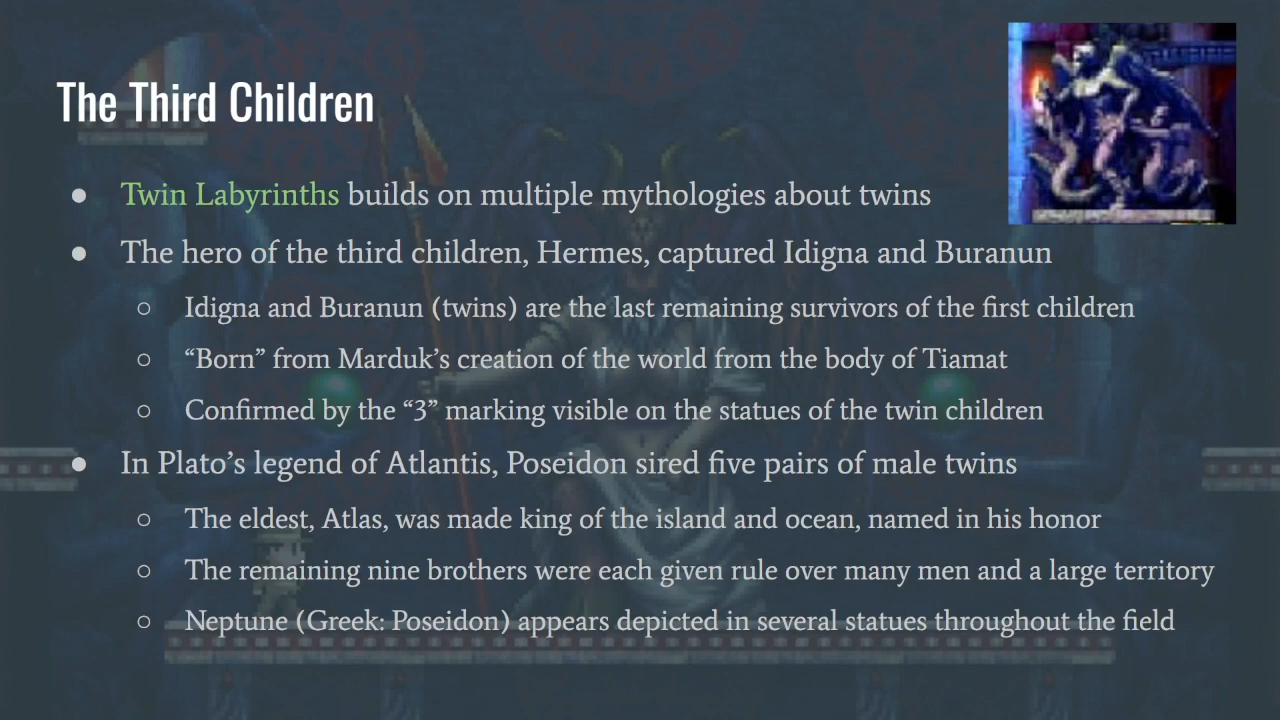 The Third Children
● Twin Labyrinths builds on multiple mythologies about twins
● The hero of the third children, Hermes, captured Idigna and Buranun
○ Idigna and Buranun (twins) are the last remaining survivors of the first children
○ “Born” from Marduk’s creation of the world from the body of Tiamat
○ Confirmed by the “3” marking visible on the statues of the twin children
● In Plato’s legend of Atlantis, Poseidon sired five pairs of male twins
○ The eldest, Atlas, was made king of the island and ocean, named in his honor
○ The remaining nine brothers were each given rule over many men and a large territory
○ Neptune (Greek: Poseidon) appears depicted in several statues throughout the field